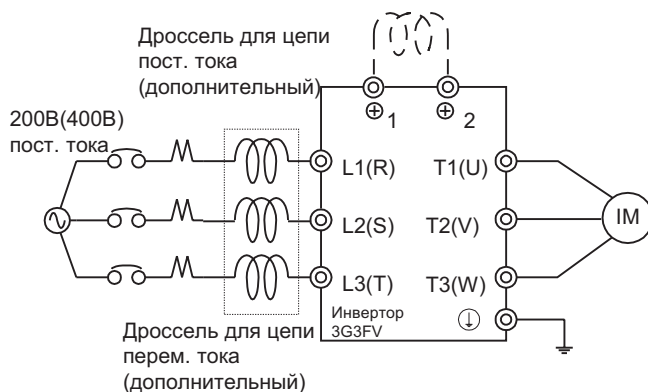 Дроссель для цепи
пост. тока
(дополнительный)
200В(400В)
пост. тока
⊕ 1
⊕ 2
L1(R)
T1(U)
L2(S)
T2(V)
IM
L3(T)
T3(W)
Инвертор
3G3FV
Дроссель для цепи
перем. тока
(дополнительный)